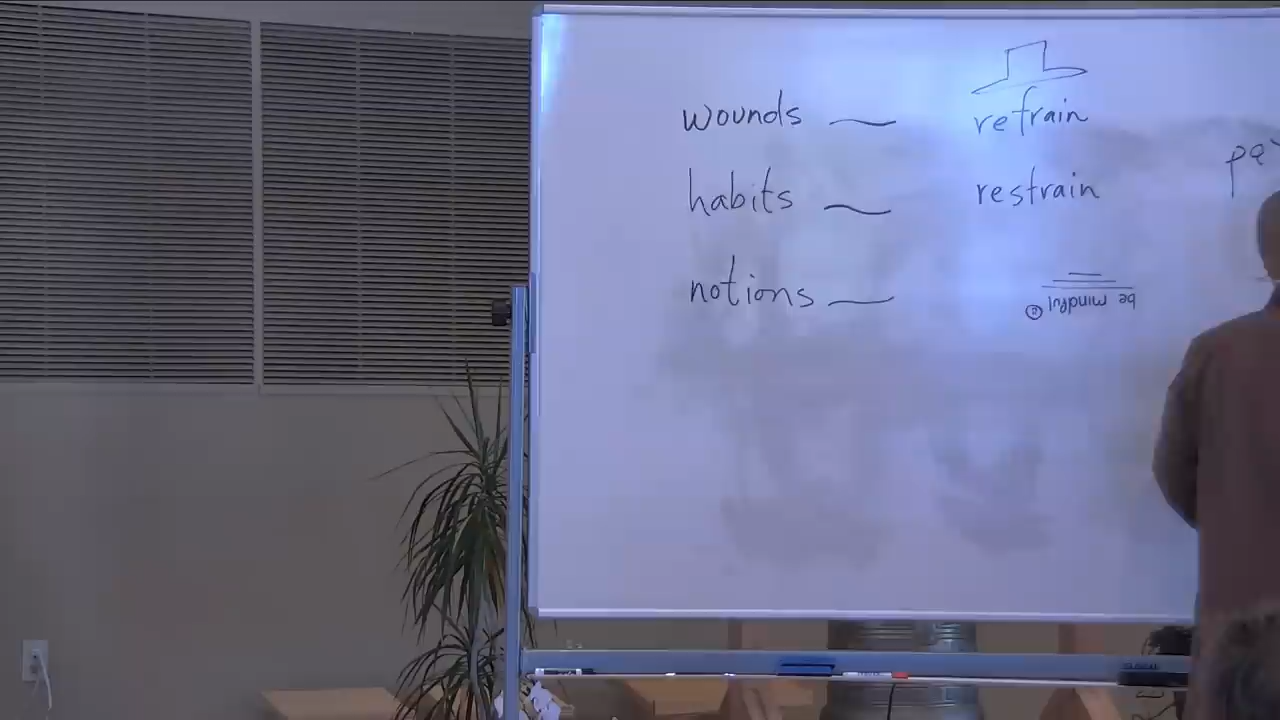 wounds refrain
habits restrain
notions
be mindful